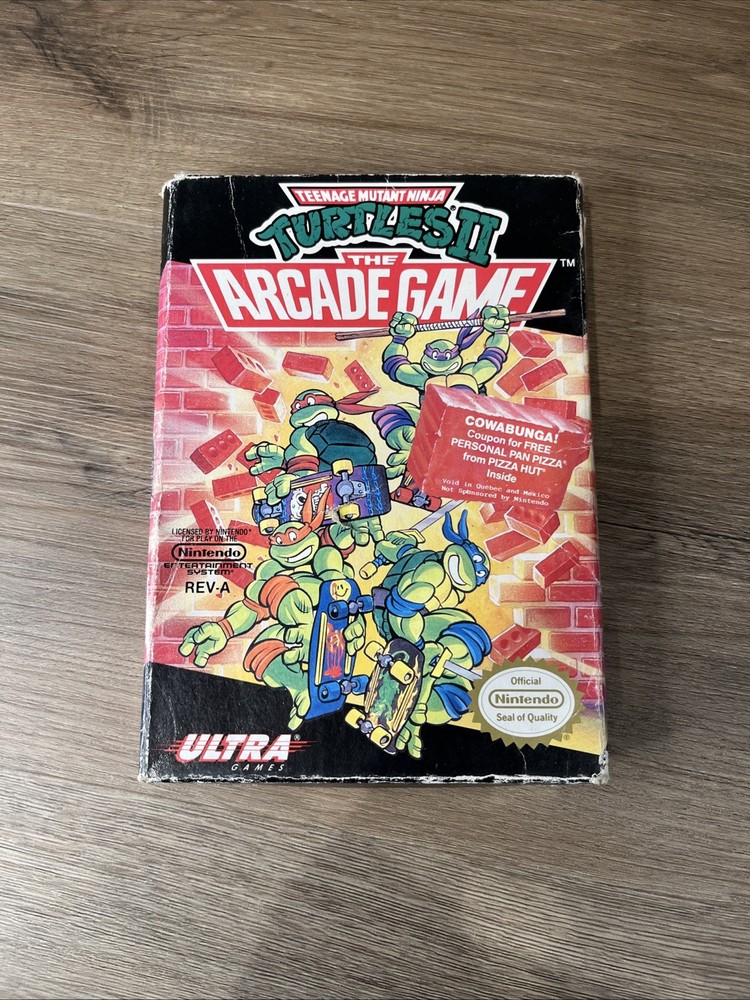 TEENAGE MUTANT NINJA
TURTLES® II
THE
ARCADE GAME™
COWABUNGA!
Coupon for FREE
PERSONAL PAN PIZZA®
from PIZZA HUT®
Inside
Void in Quebec and Mexico
Not Sponsored by Nintendo
LICENSED BY NINTENDO®
FOR PLAY ON THE
Nintendo
ENTERTAINMENT
SYSTEM®
REV-A
Official
Nintendo
Seal of Quality
®
ULTRA®
GAMES